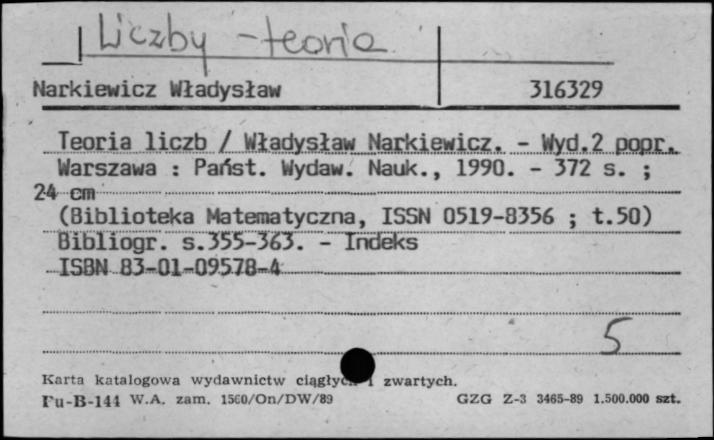 Liczby - teoria
Narkiewicz Władysław 316329
Teoria liczb / Władysław Narkiewicz. - Wyd.2 popr.
Warszawa : Państ. Wydaw. Nauk., 1990. - 372 s. ;
24 cm
(Biblioteka Matematyczna, ISSN 0519-8356 ; t.50)
Bibliogr. s.355-363. - Indeks
ISBN 83-01-09578-4
5
Karta katalogowa wydawnictw ciągłych i zwartych.
Pu-B-144 W.A. zam. 1560/On/DW/89 GZG Z-3 3465-89 1.500.000 szt.